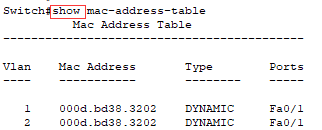 Switch#show mac-address-table
Mac Address Table
-------------------------------------------
Vlan Mac Address Type Ports
---- ----------- -------- -----
1 000d.bd38.3202 DYNAMIC Fa0/1
2 000d.bd38.3202 DYNAMIC Fa0/1